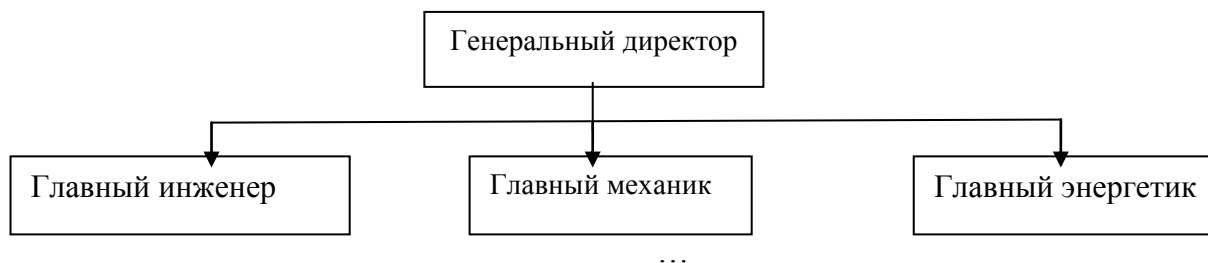 Генеральный директор
Главный инженер
Главный механик
Главный энергетик
…